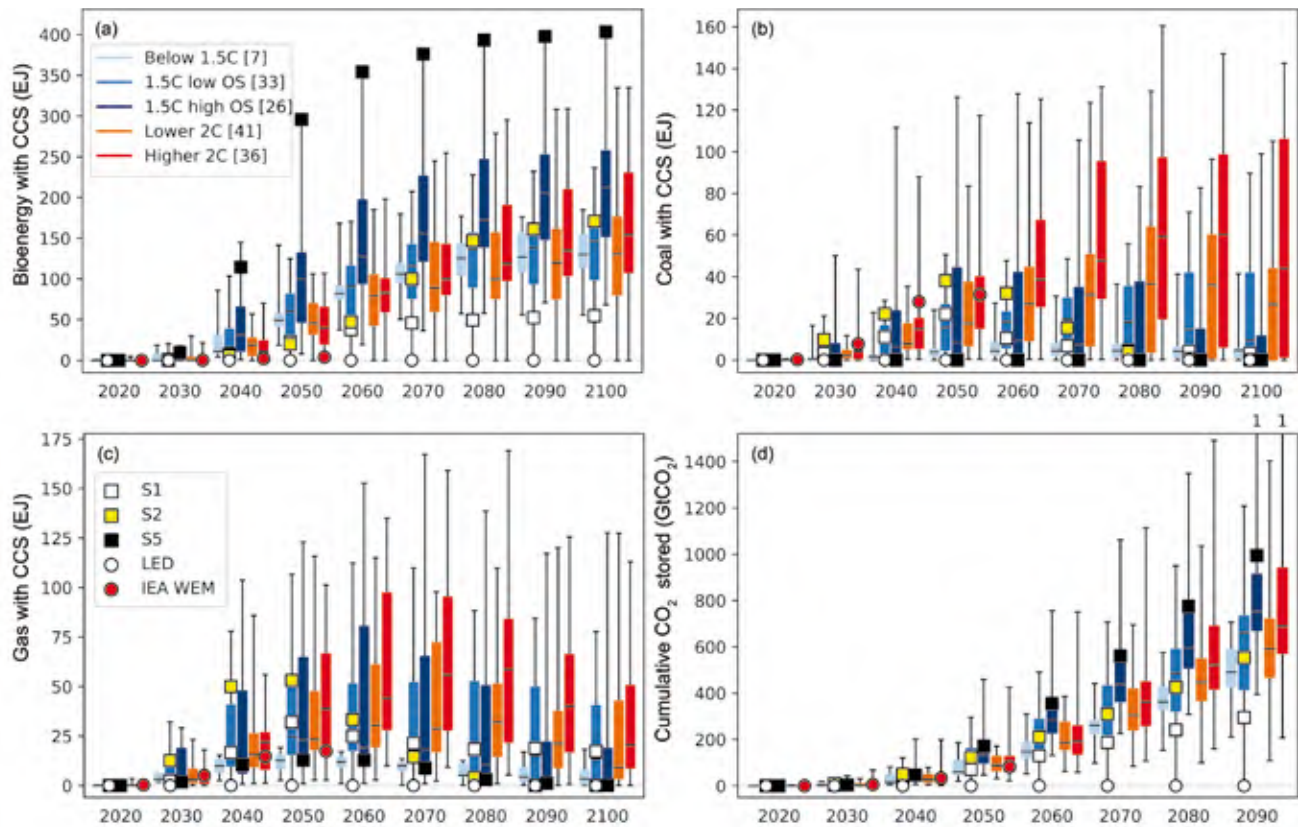 (a)
Bioenergy with CCS (EJ)
400
350
300
250
200
150
100
50
0
Below 1.5C [7]
1.5C low OS [33]
1.5C high OS [26]
Lower 2C [41]
Higher 2C [36]
2020 2030 2040 2050 2060 2070 2080 2090 2100
(b)
Coal with CCS (EJ)
160
140
120
100
80
60
40
20
0
2020 2030 2040 2050 2060 2070 2080 2090 2100
(c)
Gas with CCS (EJ)
175
150
125
100
75
50
25
0
S1
S2
S5
LED
IEA WEM
2020 2030 2040 2050 2060 2070 2080 2090 2100
1 1
(d)
Cumulative CO₂ stored (GtCO₂)
1400
1200
1000
800
600
400
200
0
2020 2030 2040 2050 2060 2070 2080 2090